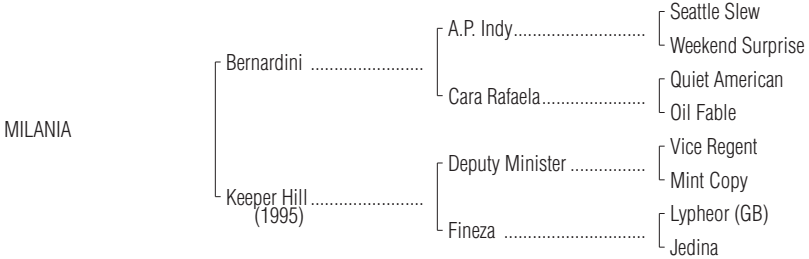 Seattle Slew
A.P. Indy..........................
Weekend Surprise
Bernardini ......................
Quiet American
Cara Rafaela....................
Oil Fable
MILANIA
Vice Regent
Deputy Minister ...............
Mint Copy
Keeper Hill......................
(1995)
Lypheor (GB)
Fineza ...........................
Jedina